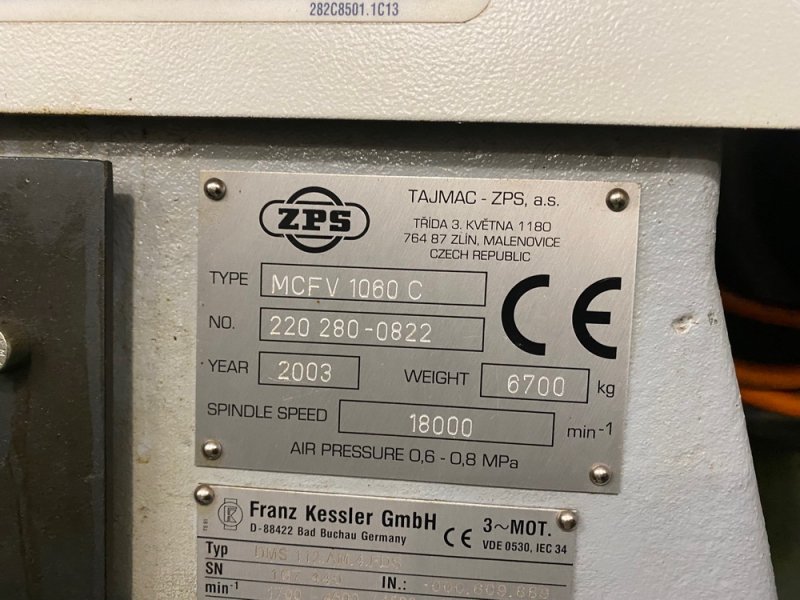 282C8501.1C13
ZPS
TAJMAC - ZPS, a.s.
TŘÍDA 3. KVĚTNA 1180
764 87 ZLÍN, MALENOVICE
CZECH REPUBLIC
TYPE MCFV 1060 C
NO. 220 280-0822
CE
YEAR 2003 WEIGHT 6700 kg
SPINDLE SPEED 18000 min-1
AIR PRESSURE 0,6 - 0,8 MPa
Franz Kessler GmbH CE 3~MOT.
D-88422 Bad Buchau Germany VDE 0530, IEC 34
Typ
SN IN.:
min-1